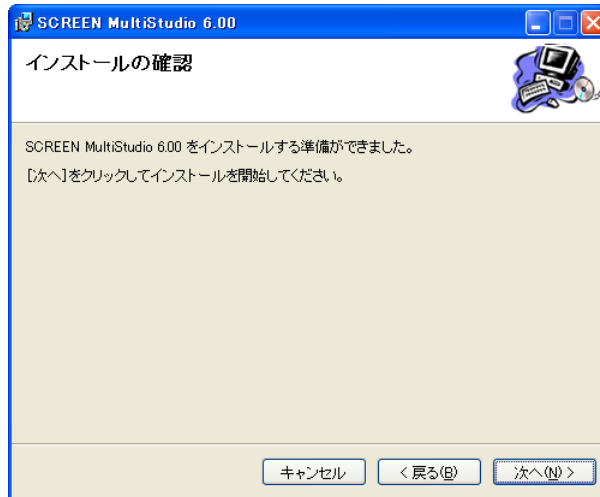 SCREEN MultiStudio 6.00
インストールの確認
SCREEN MultiStudio 6.00 をインストールする準備ができました。
[次へ]をクリックしてインストールを開始してください。
キャンセル
< 戻る(B)
次へ(N) >